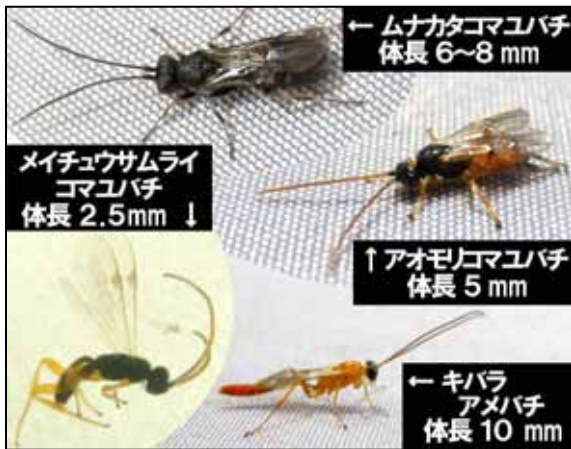 ← ムナカタコマユバチ
体長 6～8 mm
メイチュウサムライ
コマユバチ
体長 2.5mm ↓
↑ アオモリコマユバチ
体長 5 mm
← キバラ
アメバチ
体長 10 mm